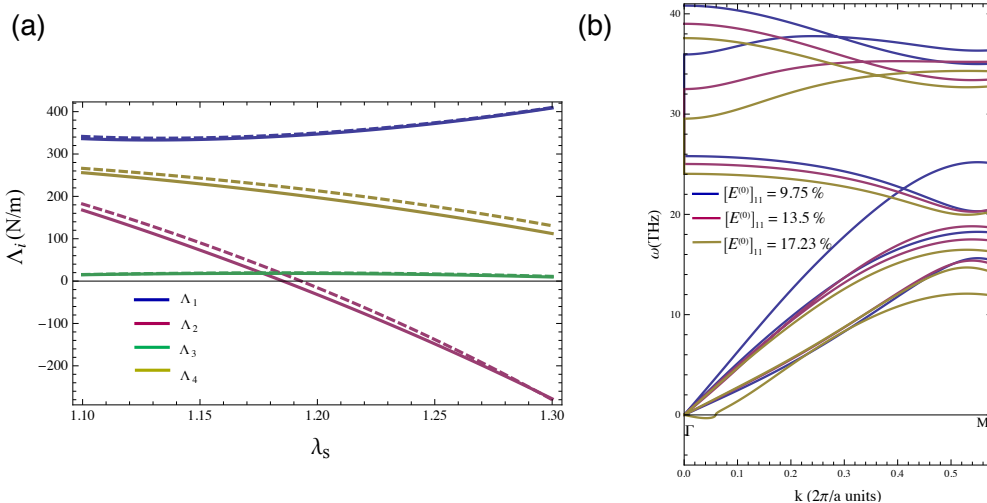 (a)
Λi (N/m)
400
300
200
100
0
−100
−200
Λ1
Λ2
Λ3
Λ4
1.10
1.15
1.20
1.25
1.30
λs
(b)
ω(THz)
40
30
20
10
0
[E(0)]11 = 9.75 %
[E(0)]11 = 13.5 %
[E(0)]11 = 17.23 %
Γ
M
0.0
0.1
0.2
0.3
0.4
0.5
k (2π/a units)